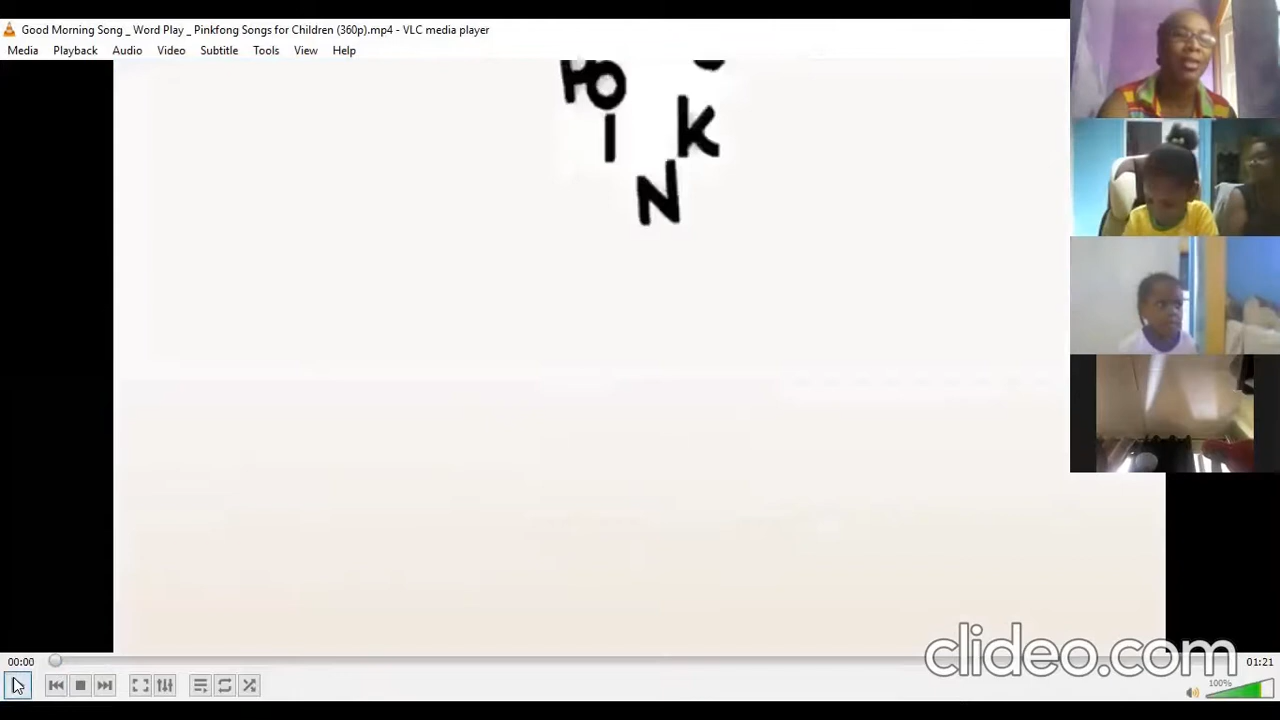 Good Morning Song _ Word Play _ Pinkfong Songs for Children (360p).mp4 - VLC media player
Media Playback Audio Video Subtitle Tools View Help
O
I K
N
00:00 01:21
100%
clideo.com